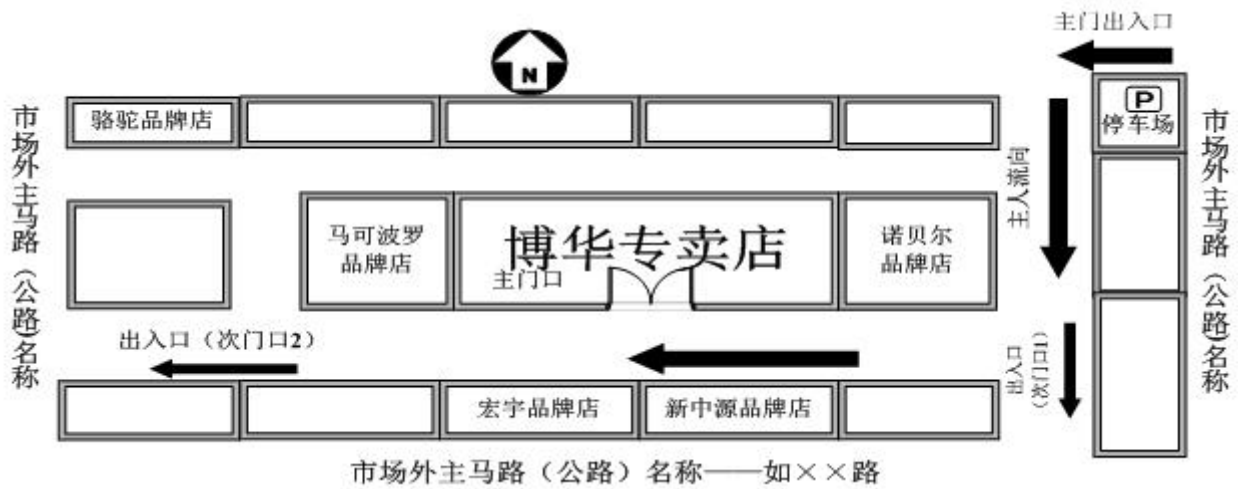 主门出入口
N
骆驼品牌店
P
停车场
市场外主马路（公路)名称
市场外主马路（公路)名称
主人流向
马可波罗
品牌店
博华专卖店
主门口
诺贝尔
品牌店
出入口（次门口2）
出入口
（次门口1）
宏宇品牌店
新中源品牌店
市场外主马路（公路）名称——如××路